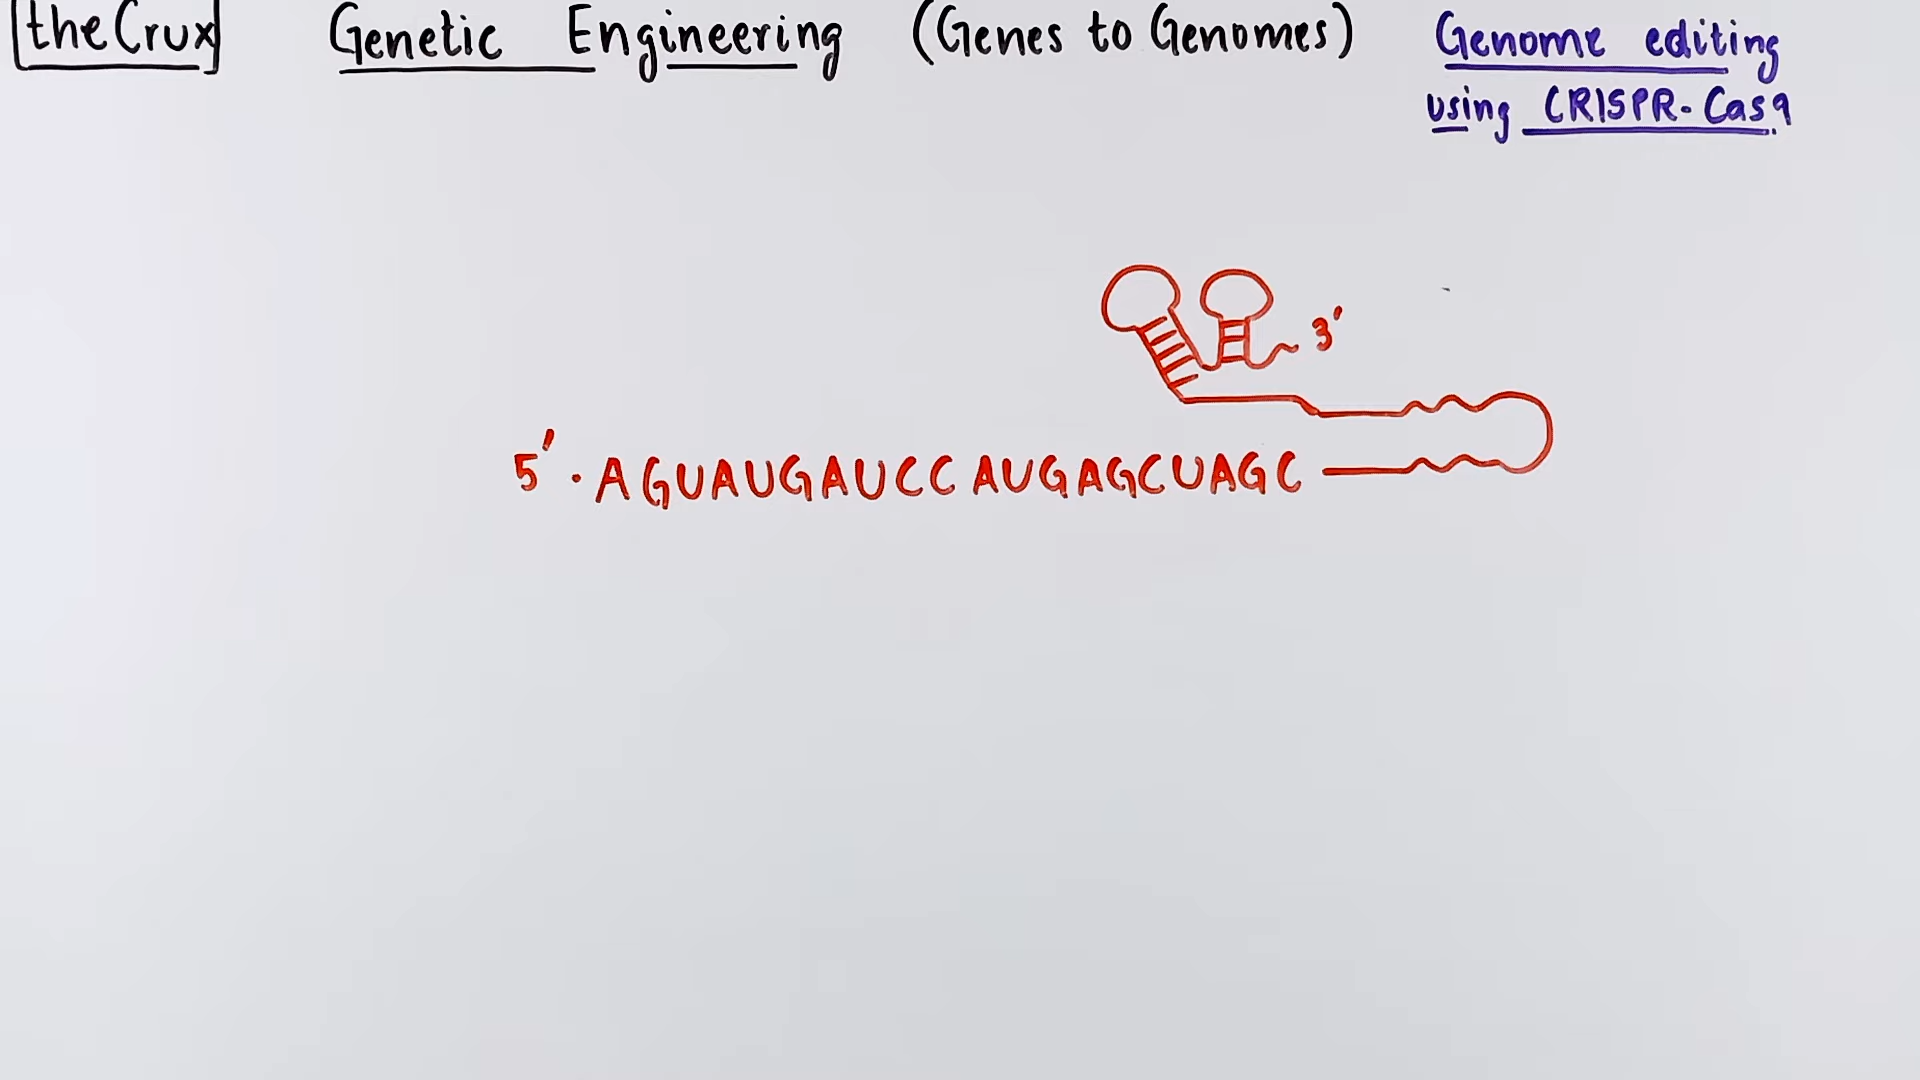 theCrux Genetic Engineering (Genes to Genomes) Genome editing
using CRISPR-Cas9
3'
5' AGUAUGAUCCAUGAGCUAGC